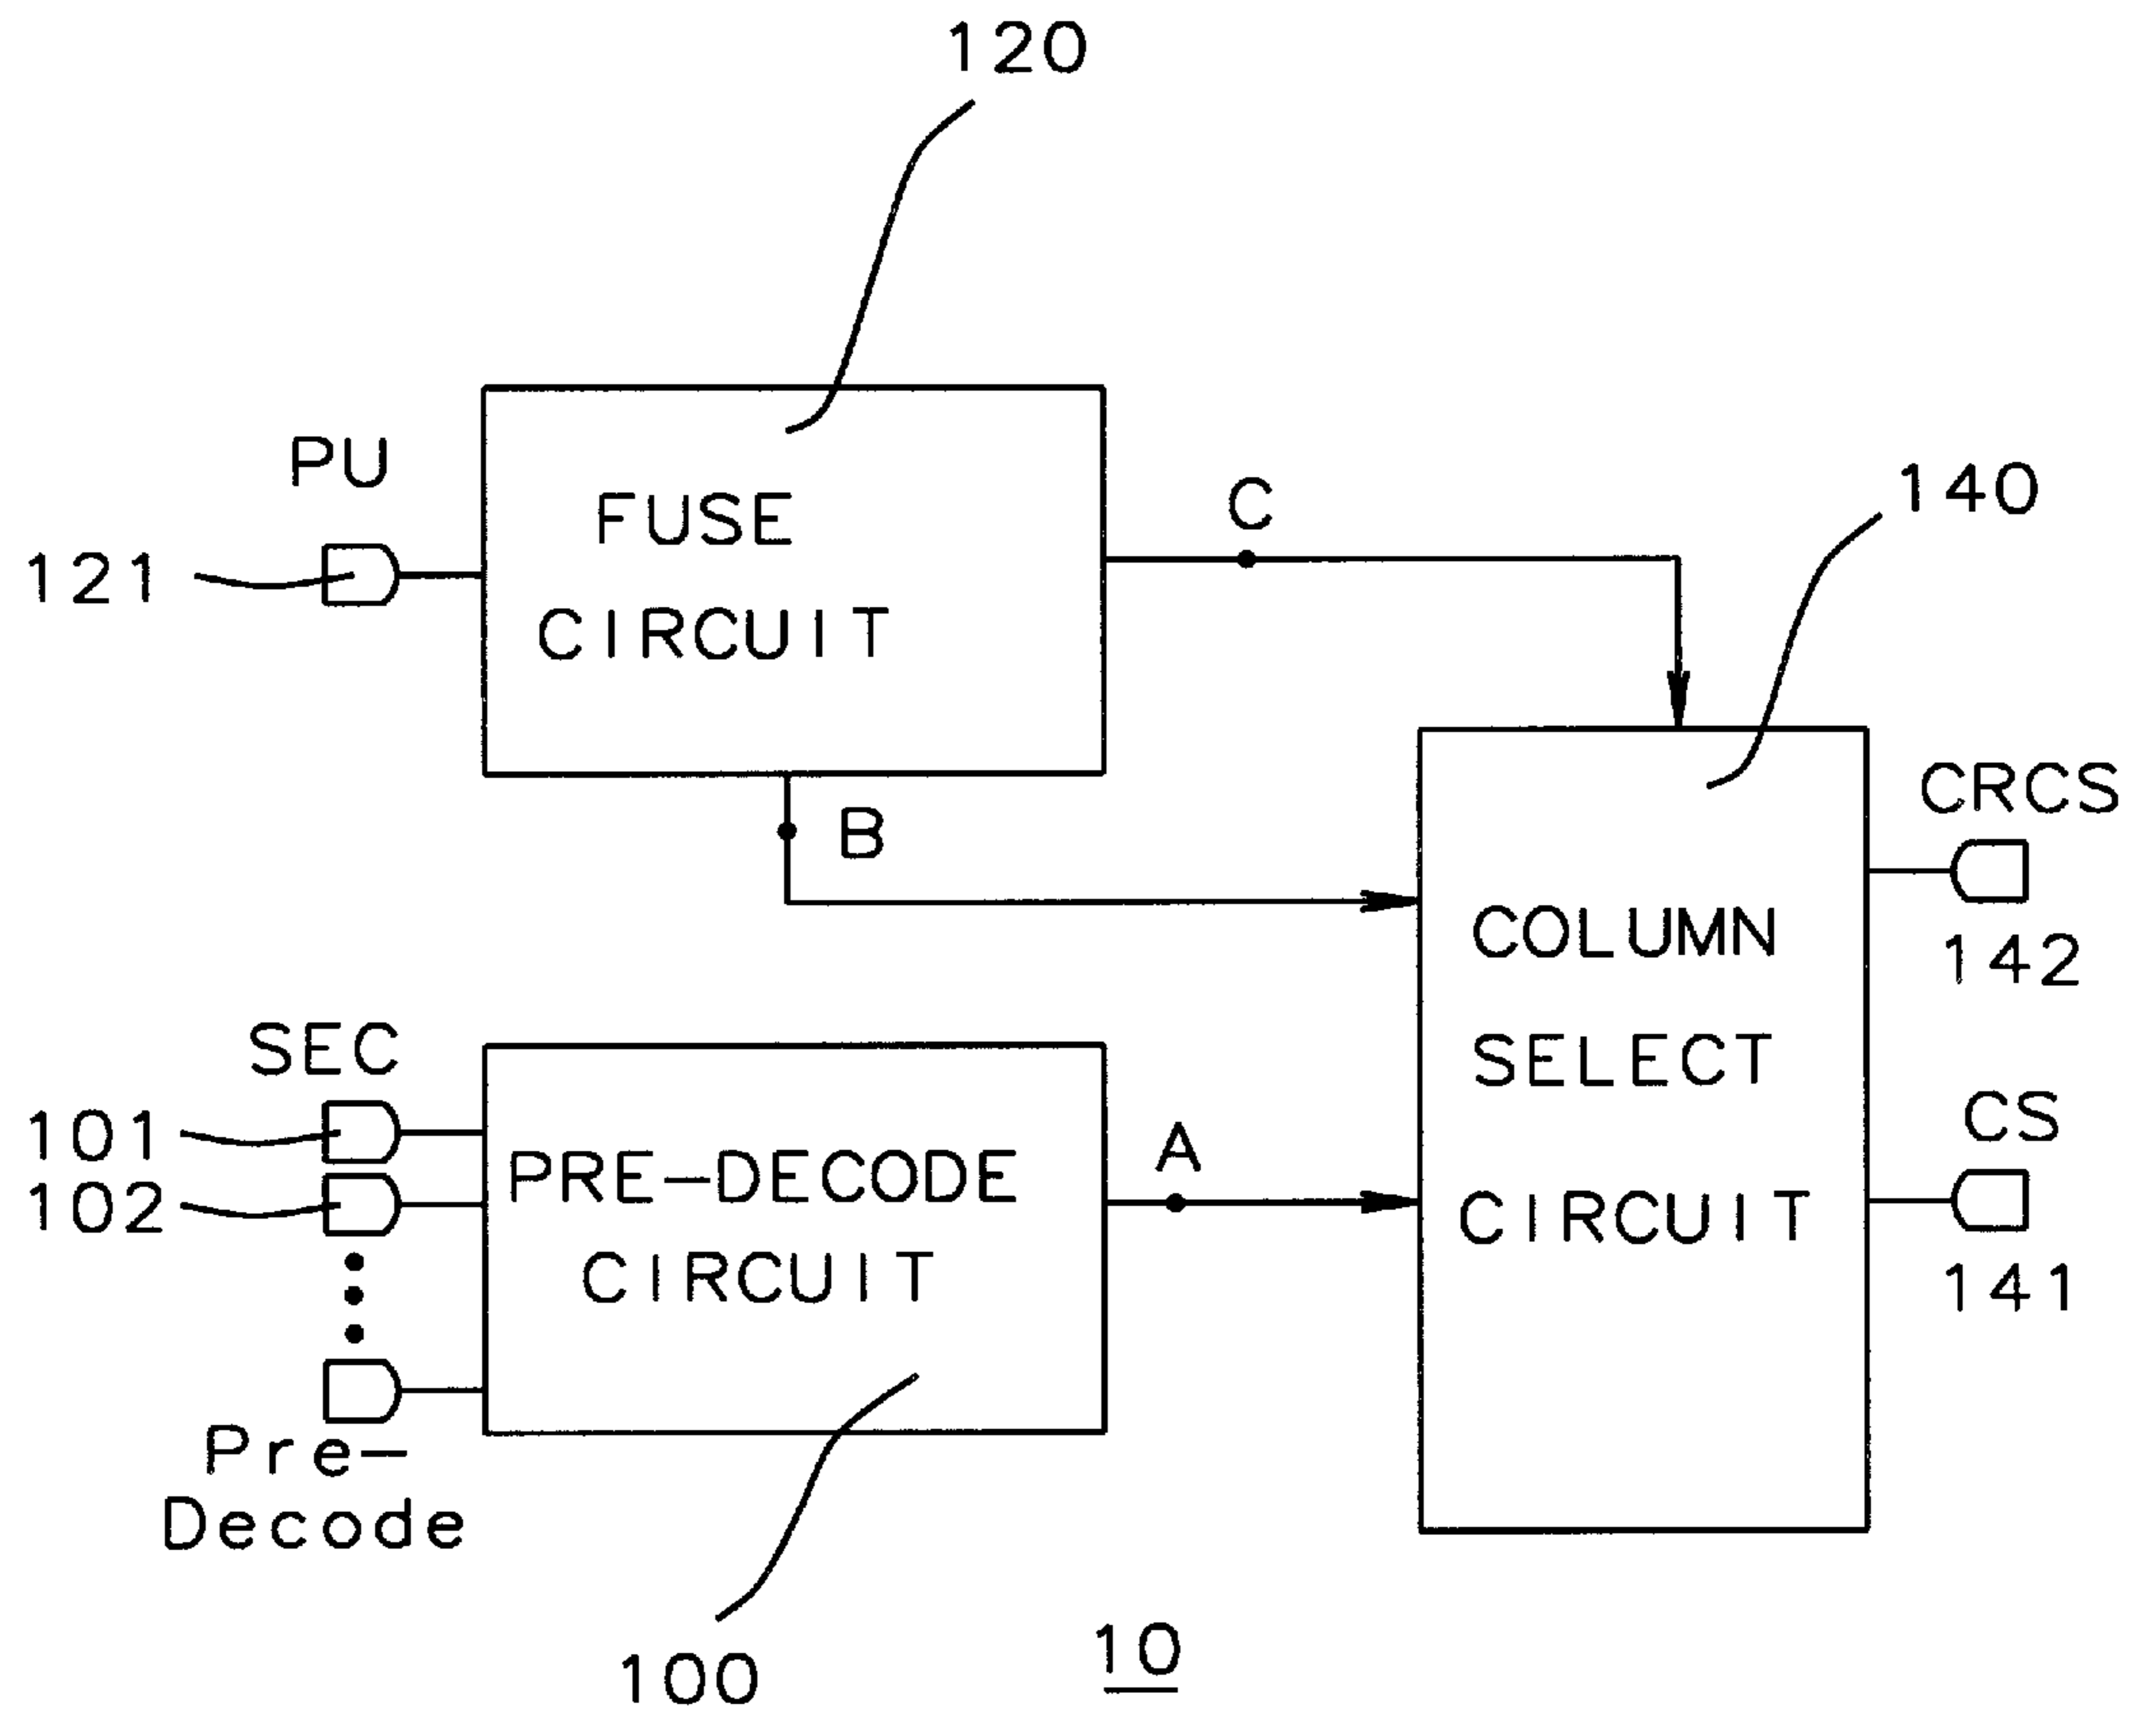 120
PU
121
FUSE
CIRCUIT
C
140
B
CRCS
142
COLUMN
SELECT
CIRCUIT
SEC
101
102
PRE-DECODE
CIRCUIT
A
CS
141
Pre-
Decode
100
10